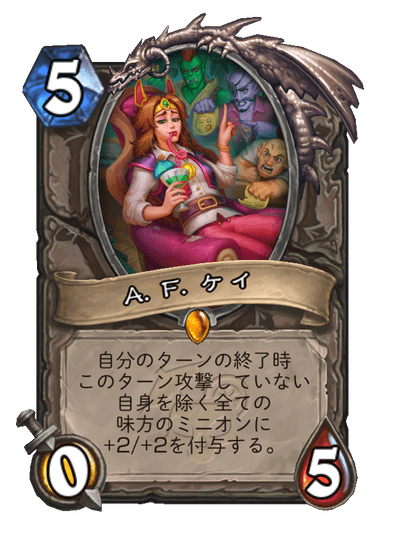 5
A. F. ケイ
自分のターンの終了時
このターン攻撃していない
自身を除く全ての
味方のミニオンに
+2/+2を付与する。
0
5